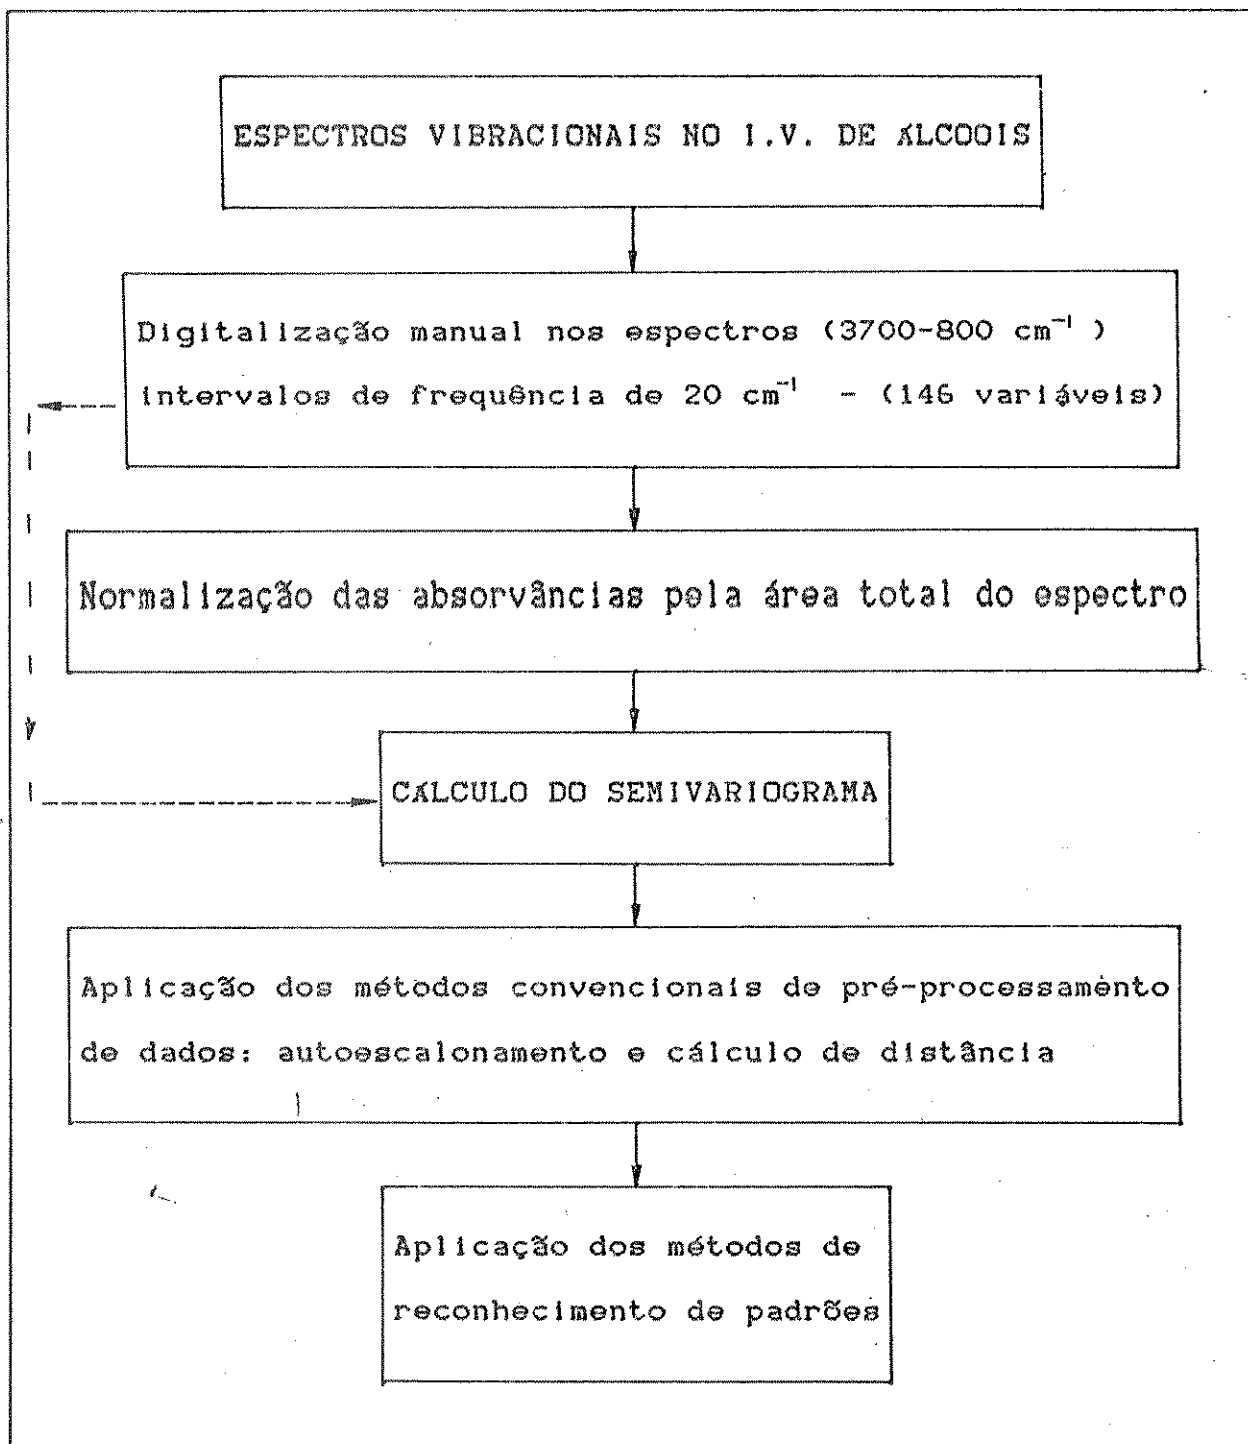 ESPECTROS VIBRACIONAIS NO I.V. DE ÁLCOOIS
Digitalização manual nos espectros (3700-800 cm⁻¹ )
intervalos de frequência de 20 cm⁻¹ - (146 variáveis)
Normalização das absorvâncias pela área total do espectro
CÁLCULO DO SEMIVARIOGRAMA
Aplicação dos métodos convencionais de pré-processamento
de dados: autoescalonamento e cálculo de distância
Aplicação dos métodos de
reconhecimento de padrões